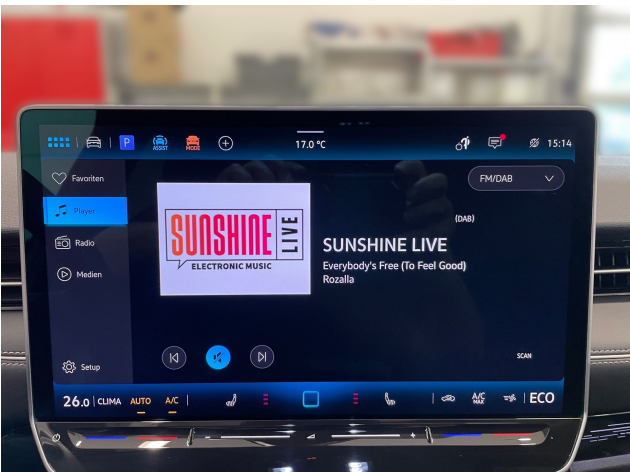 P
ASSIST
MODE
17.0 °C
15:14
Favoriten
FM/DAB
Player
(DAB)
SUNSHINE
LIVE
ELECTRONIC MUSIC
Radio
SUNSHINE LIVE
Everybody's Free (To Feel Good)
Rozalla
Medien
SCAN
Setup
26.0 CLIMA AUTO A/C
A/C
MAX
ECO